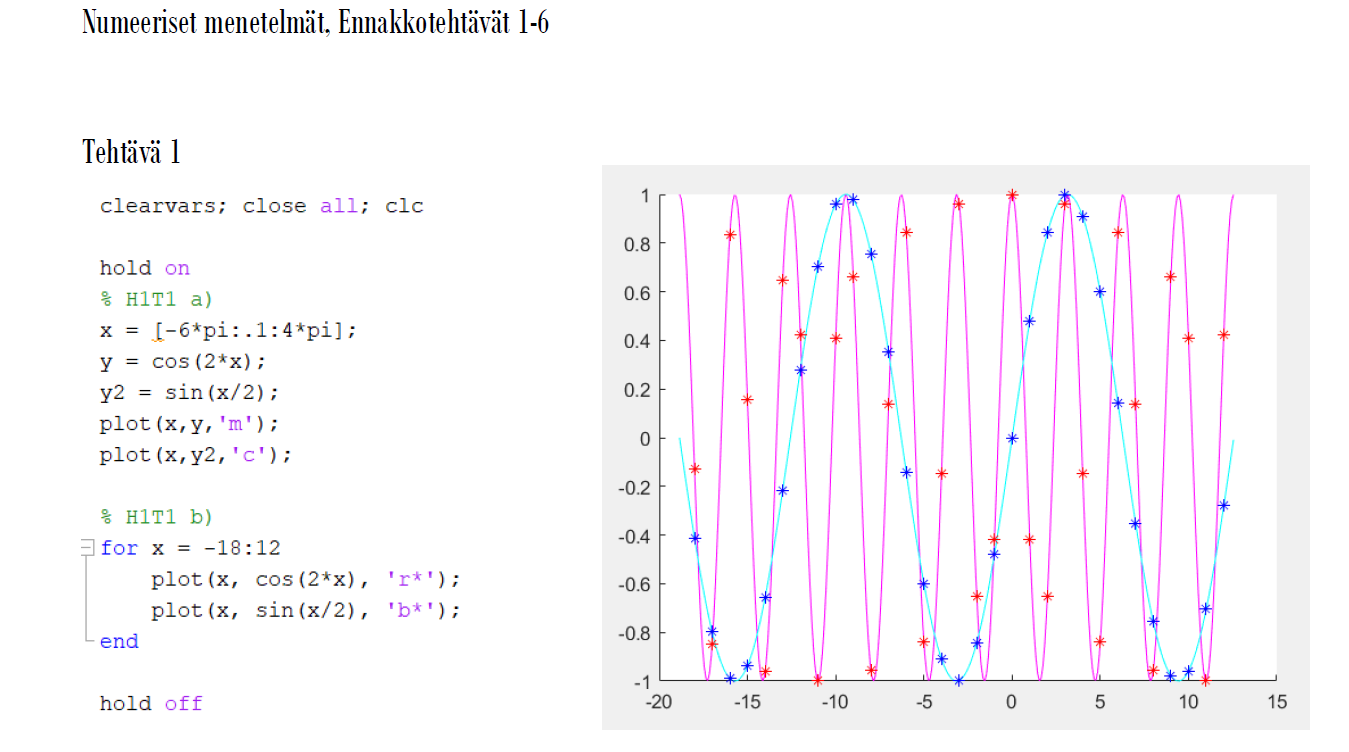 Numeeriset menetelmät, Ennakkotehtävät 1-6
Tehtävä 1
clearvars; close all; clc
hold on
% H1T1 a)
x = [-6*pi:.1:4*pi];
y = cos(2*x);
y2 = sin(x/2);
plot(x,y,'m');
plot(x,y2,'c');
% H1T1 b)
for x = -18:12
plot(x, cos(2*x), 'r*');
plot(x, sin(x/2), 'b*');
end
hold off
1
0.8
0.6
0.4
0.2
0
-0.2
-0.4
-0.6
-0.8
-1
-20 -15 -10 -5 0 5 10 15